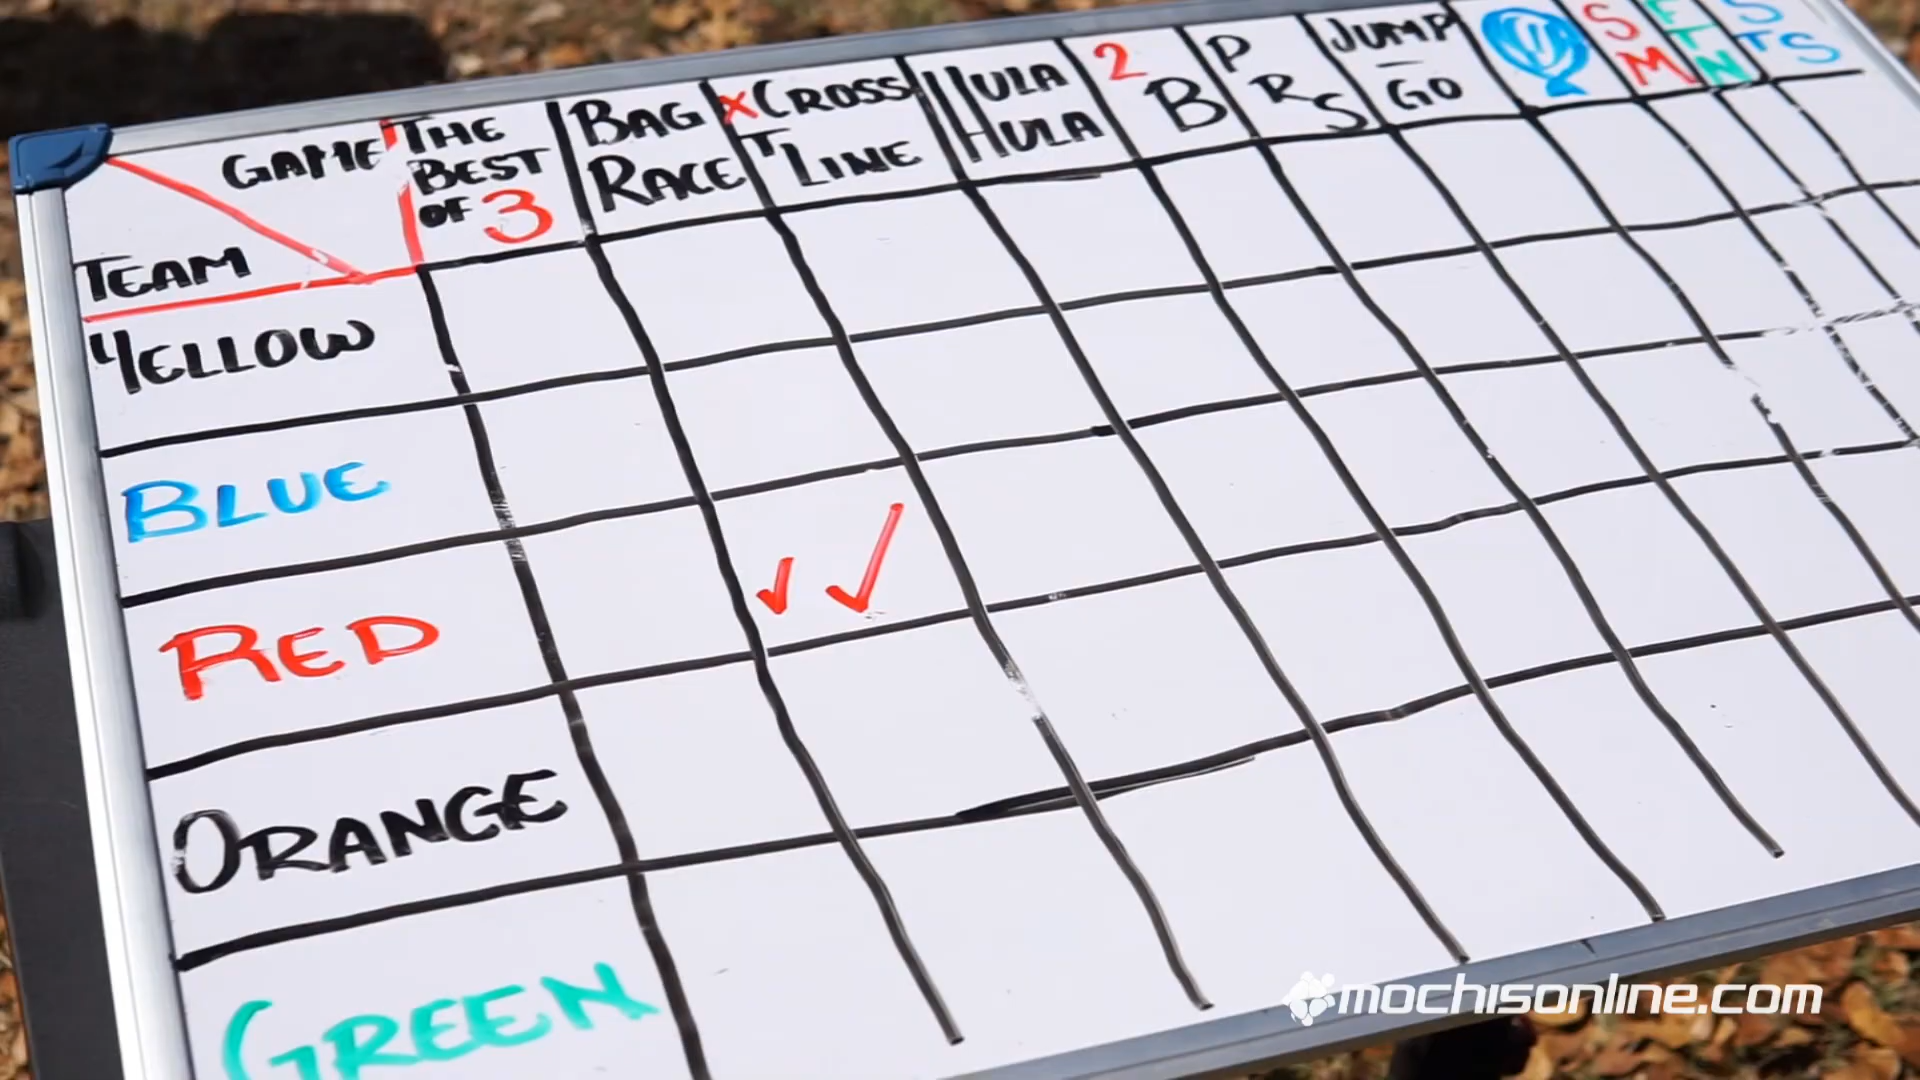 GAME
TEAM
THE
BEST
OF 3
BAG
RACE
X CROSS
T LINE
HULA
HULA
2
B
P
R
S
JUMP
-
GO
S
M
E
T
N
S
T S
YELLOW
BLUE
RED ✓✓
ORANGE
GREEN
mochisonline.com